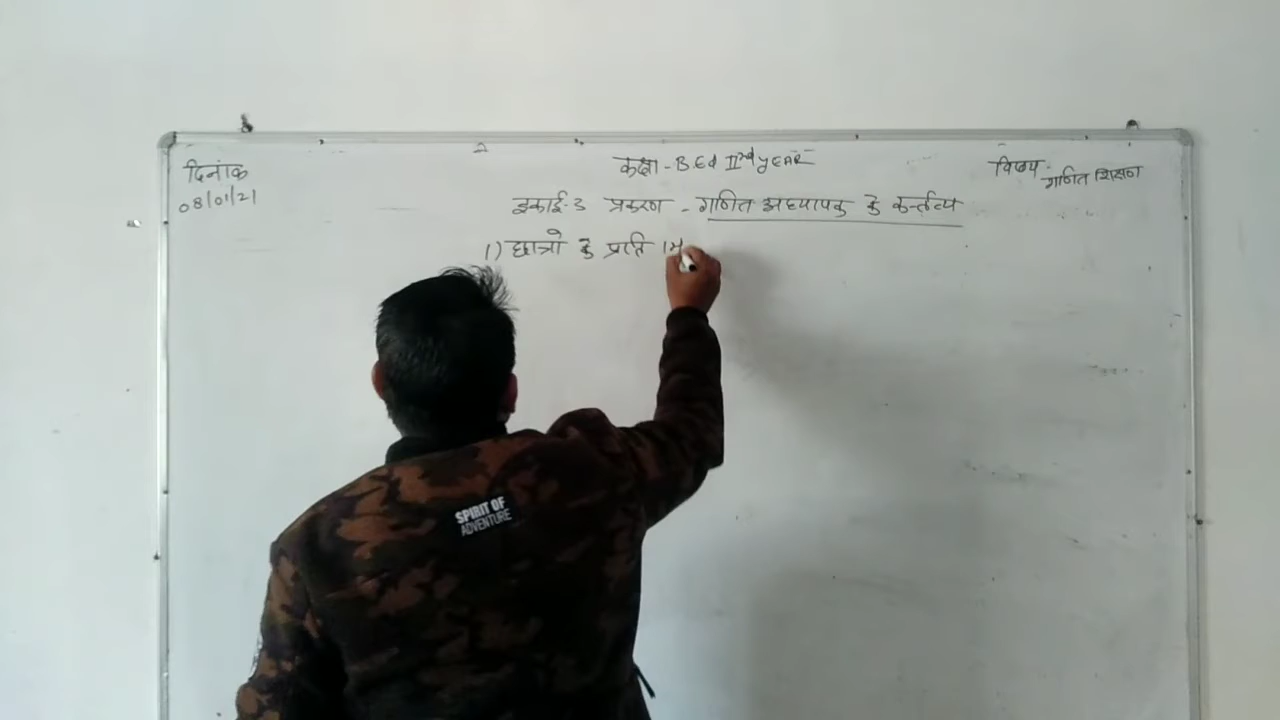 दिनांक
08/01/21
कक्षा - B.Ed IInd YEAR
विषय - गणित शिक्षण
इकाई-3 प्रकरण - गणित अध्यापक के कर्तव्य
1) छात्रो के प्रति
SPIRIT OF
ADVENTURE